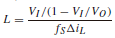 L = V_I/(1 − V_I/V_O) / f_S Δi_L